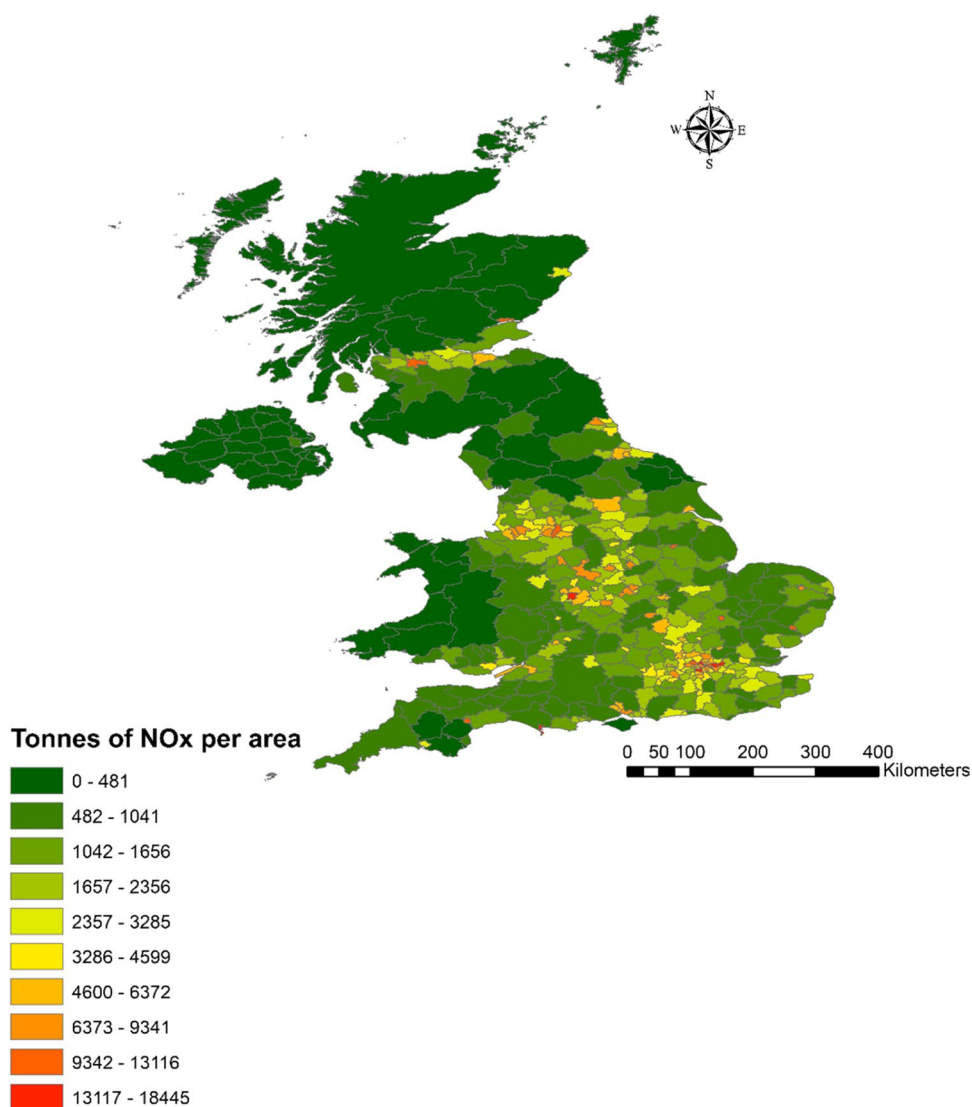 N
W E
S
Tonnes of NOx per area
0 - 481
482 - 1041
1042 - 1656
1657 - 2356
2357 - 3285
3286 - 4599
4600 - 6372
6373 - 9341
9342 - 13116
13117 - 18445
0 50 100 200 300 400
Kilometers